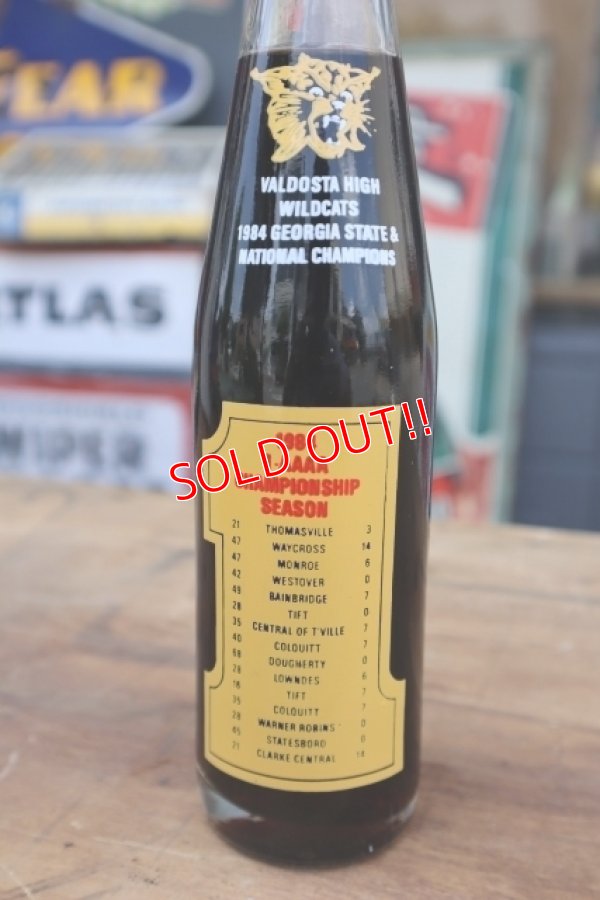 EAR
TLAS
VALDOSTA HIGH
WILDCATS
1984 GEORGIA STATE &
NATIONAL CHAMPIONS
SOLD OUT!!
CHAMPIONSHIP
SEASON
21 THOMASVILLE 3
47 WAYCROSS 14
47 MONROE 6
42 WESTOVER 0
49 BAINBRIDGE 7
28 TIFT 0
35 CENTRAL OF T'VILLE 7
40 COLQUITT 7
68 DOUGHERTY 0
28 LOWNDES 6
16 TIFT 7
35 COLQUITT 7
28 WARNER ROBINS 0
45 STATESBORO 0
21 CLARKE CENTRAL 14